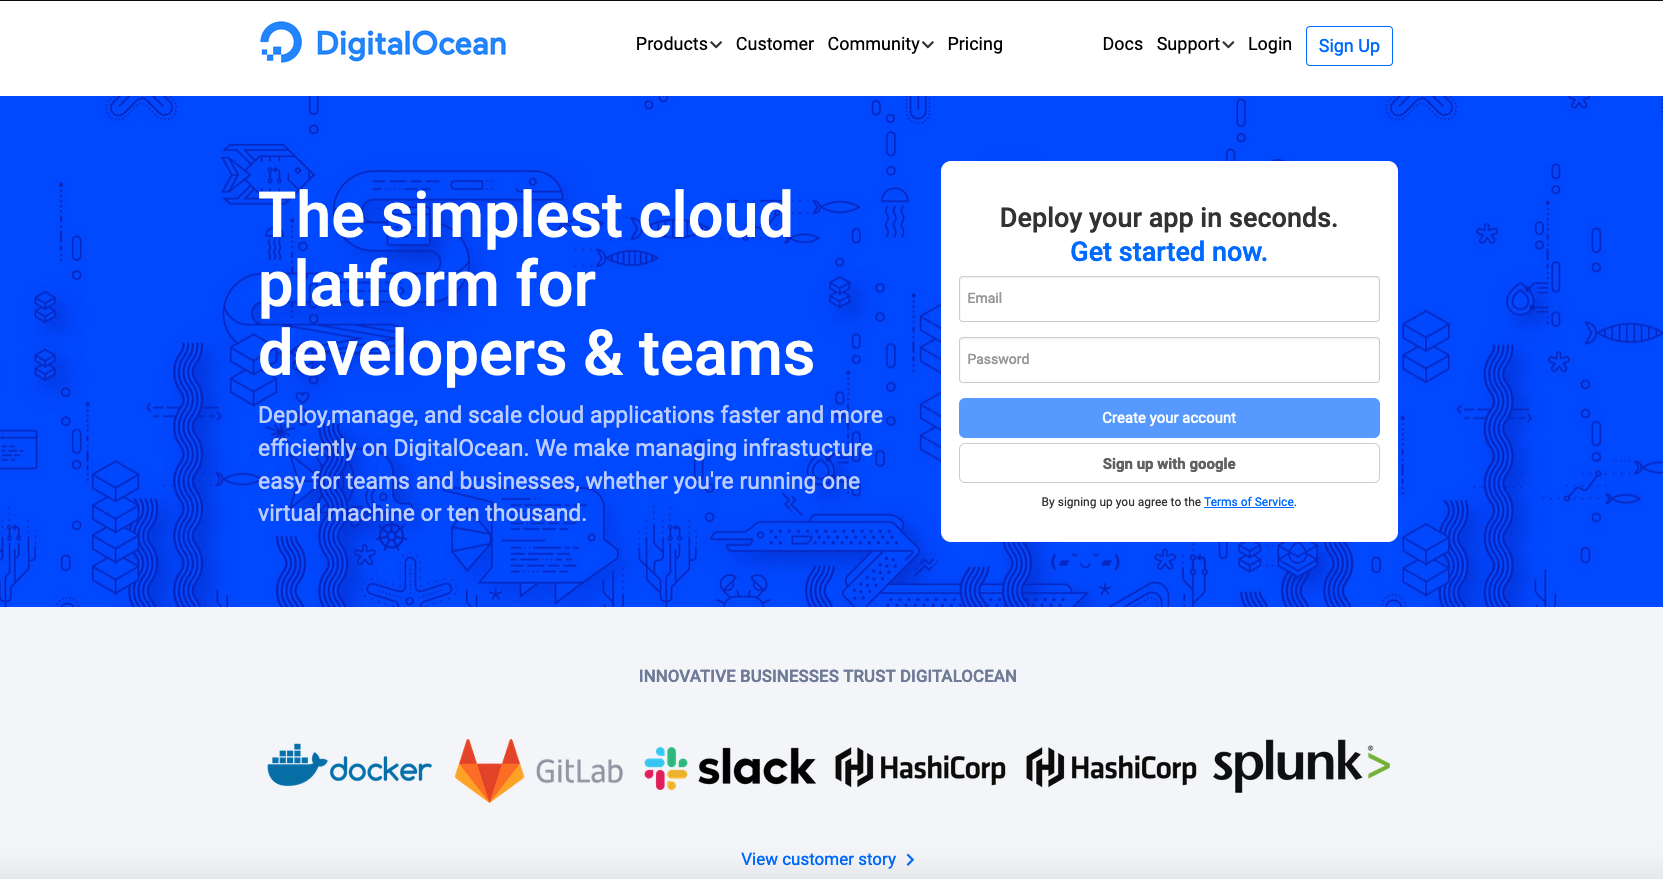 DigitalOcean
Products Customer Community Pricing
Docs Support Login Sign Up
The simplest cloud
platform for
developers & teams
Deploy,manage, and scale cloud applications faster and more
efficiently on DigitalOcean. We make managing infrastucture
easy for teams and businesses, whether you're running one
virtual machine or ten thousand.
Deploy your app in seconds.
Get started now.
Email
Password
Create your account
Sign up with google
By signing up you agree to the Terms of Service.
INNOVATIVE BUSINESSES TRUST DIGITALOCEAN
docker GitLab slack HashiCorp HashiCorp splunk>
View customer story